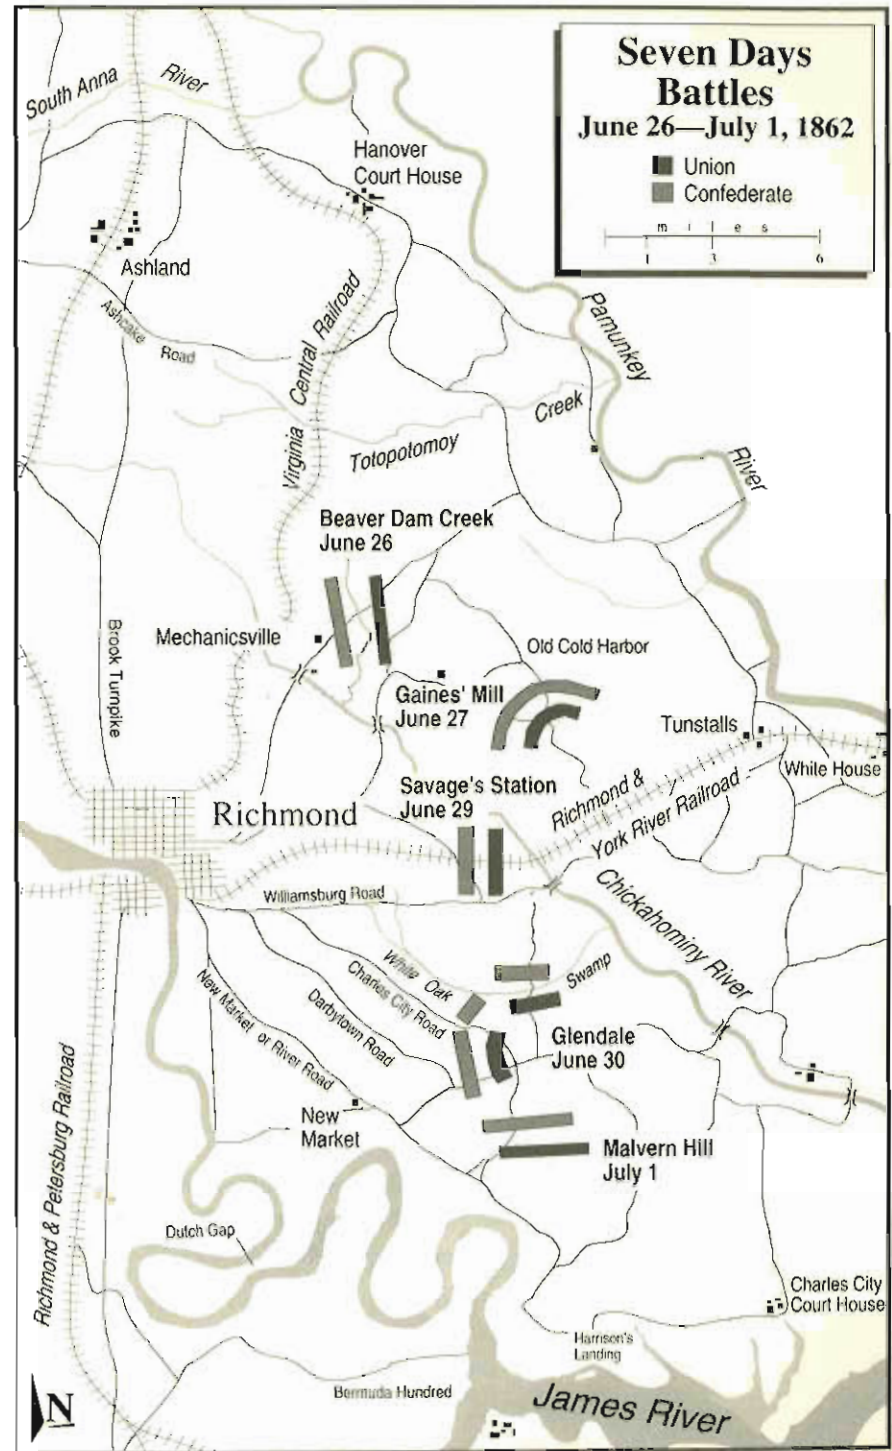 Seven Days
Battles
June 26—July 1, 1862
Union
Confederate
miles
1 3 6
South Anna River
Hanover
Court House
Ashland
Ashcake Road
Virginia Central Railroad
Pamunkey River
Totopotomoy Creek
Beaver Dam Creek
June 26
Brook Turnpike
Mechanicsville
Old Cold Harbor
Gaines' Mill
June 27
Tunstalls
White House
Savage's Station
June 29
Richmond
Richmond &
York River Railroad
Williamsburg Road
Chickahominy River
White Oak Swamp
Charles City Road
Darbytown Road
New Market or River Road
Glendale
June 30
New
Market
Malvern Hill
July 1
Richmond & Petersburg Railroad
Dutch Gap
Charles City
Court House
Harrison's
Landing
Bermuda Hundred
James River
N